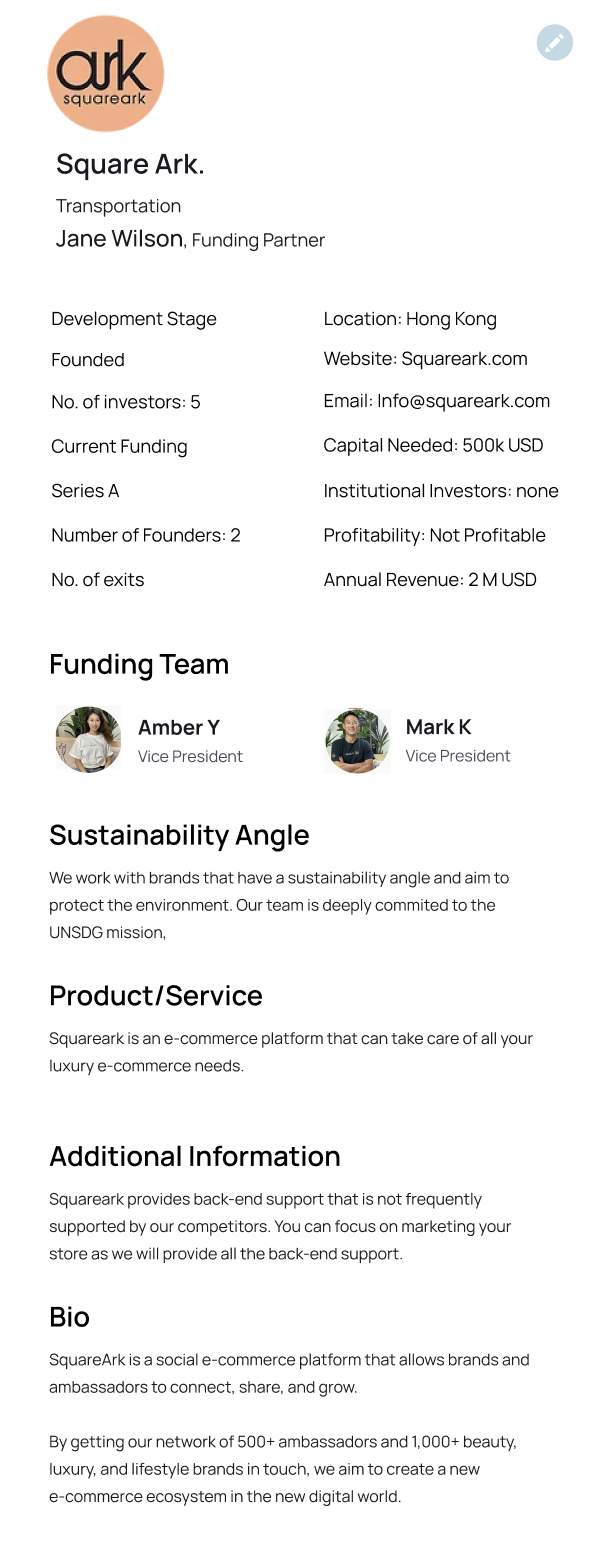 ark
squareark
Square Ark.
Transportation
Jane Wilson, Funding Partner
Development Stage
Location: Hong Kong
Founded
Website: Squareark.com
No. of investors: 5
Email: Info@squareark.com
Current Funding
Capital Needed: 500k USD
Series A
Institutional Investors: none
Number of Founders: 2
Profitability: Not Profitable
No. of exits
Annual Revenue: 2 M USD
Funding Team
Amber Y
Vice President
Mark K
Vice President
Sustainability Angle
We work with brands that have a sustainability angle and aim to
protect the environment. Our team is deeply commited to the
UNSDG mission,
Product/Service
Squareark is an e-commerce platform that can take care of all your
luxury e-commerce needs.
Additional Information
Squareark provides back-end support that is not frequently
supported by our competitors. You can focus on marketing your
store as we will provide all the back-end support.
Bio
SquareArk is a social e-commerce platform that allows brands and
ambassadors to connect, share, and grow.
By getting our network of 500+ ambassadors and 1,000+ beauty,
luxury, and lifestyle brands in touch, we aim to create a new
e-commerce ecosystem in the new digital world.